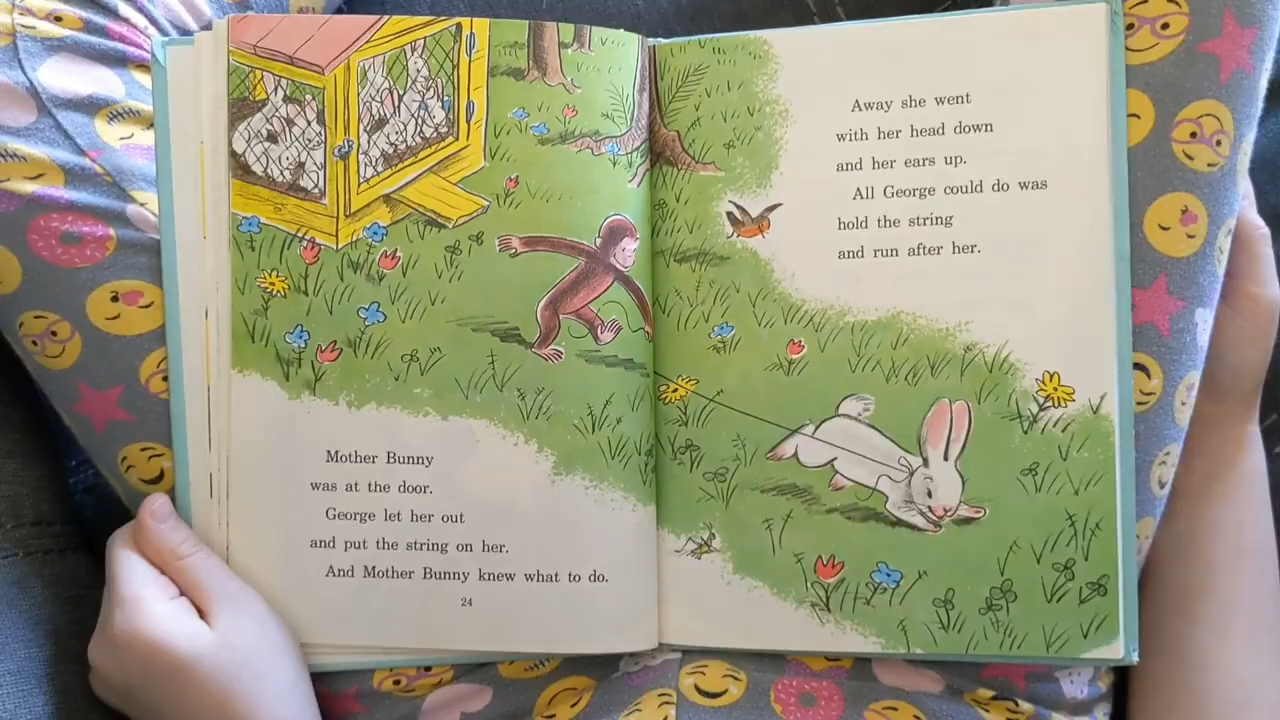 Mother Bunny
was at the door.
George let her out
and put the string on her.
And Mother Bunny knew what to do.
24
Away she went
with her head down
and her ears up.
All George could do was
hold the string
and run after her.